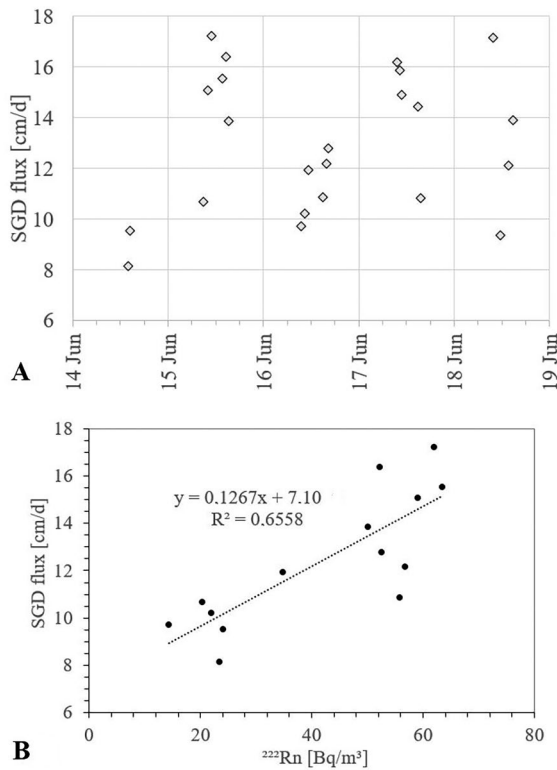 18
16
14
12
10
8
6
SGD flux [cm/d]
14 Jun
15 Jun
16 Jun
17 Jun
18 Jun
19 Jun
A
18
16
14
12
10
8
6
SGD flux [cm/d]
y = 0.1267x + 7.10
R² = 0.6558
0
20
40
60
80
²²²Rn [Bq/m³]
B